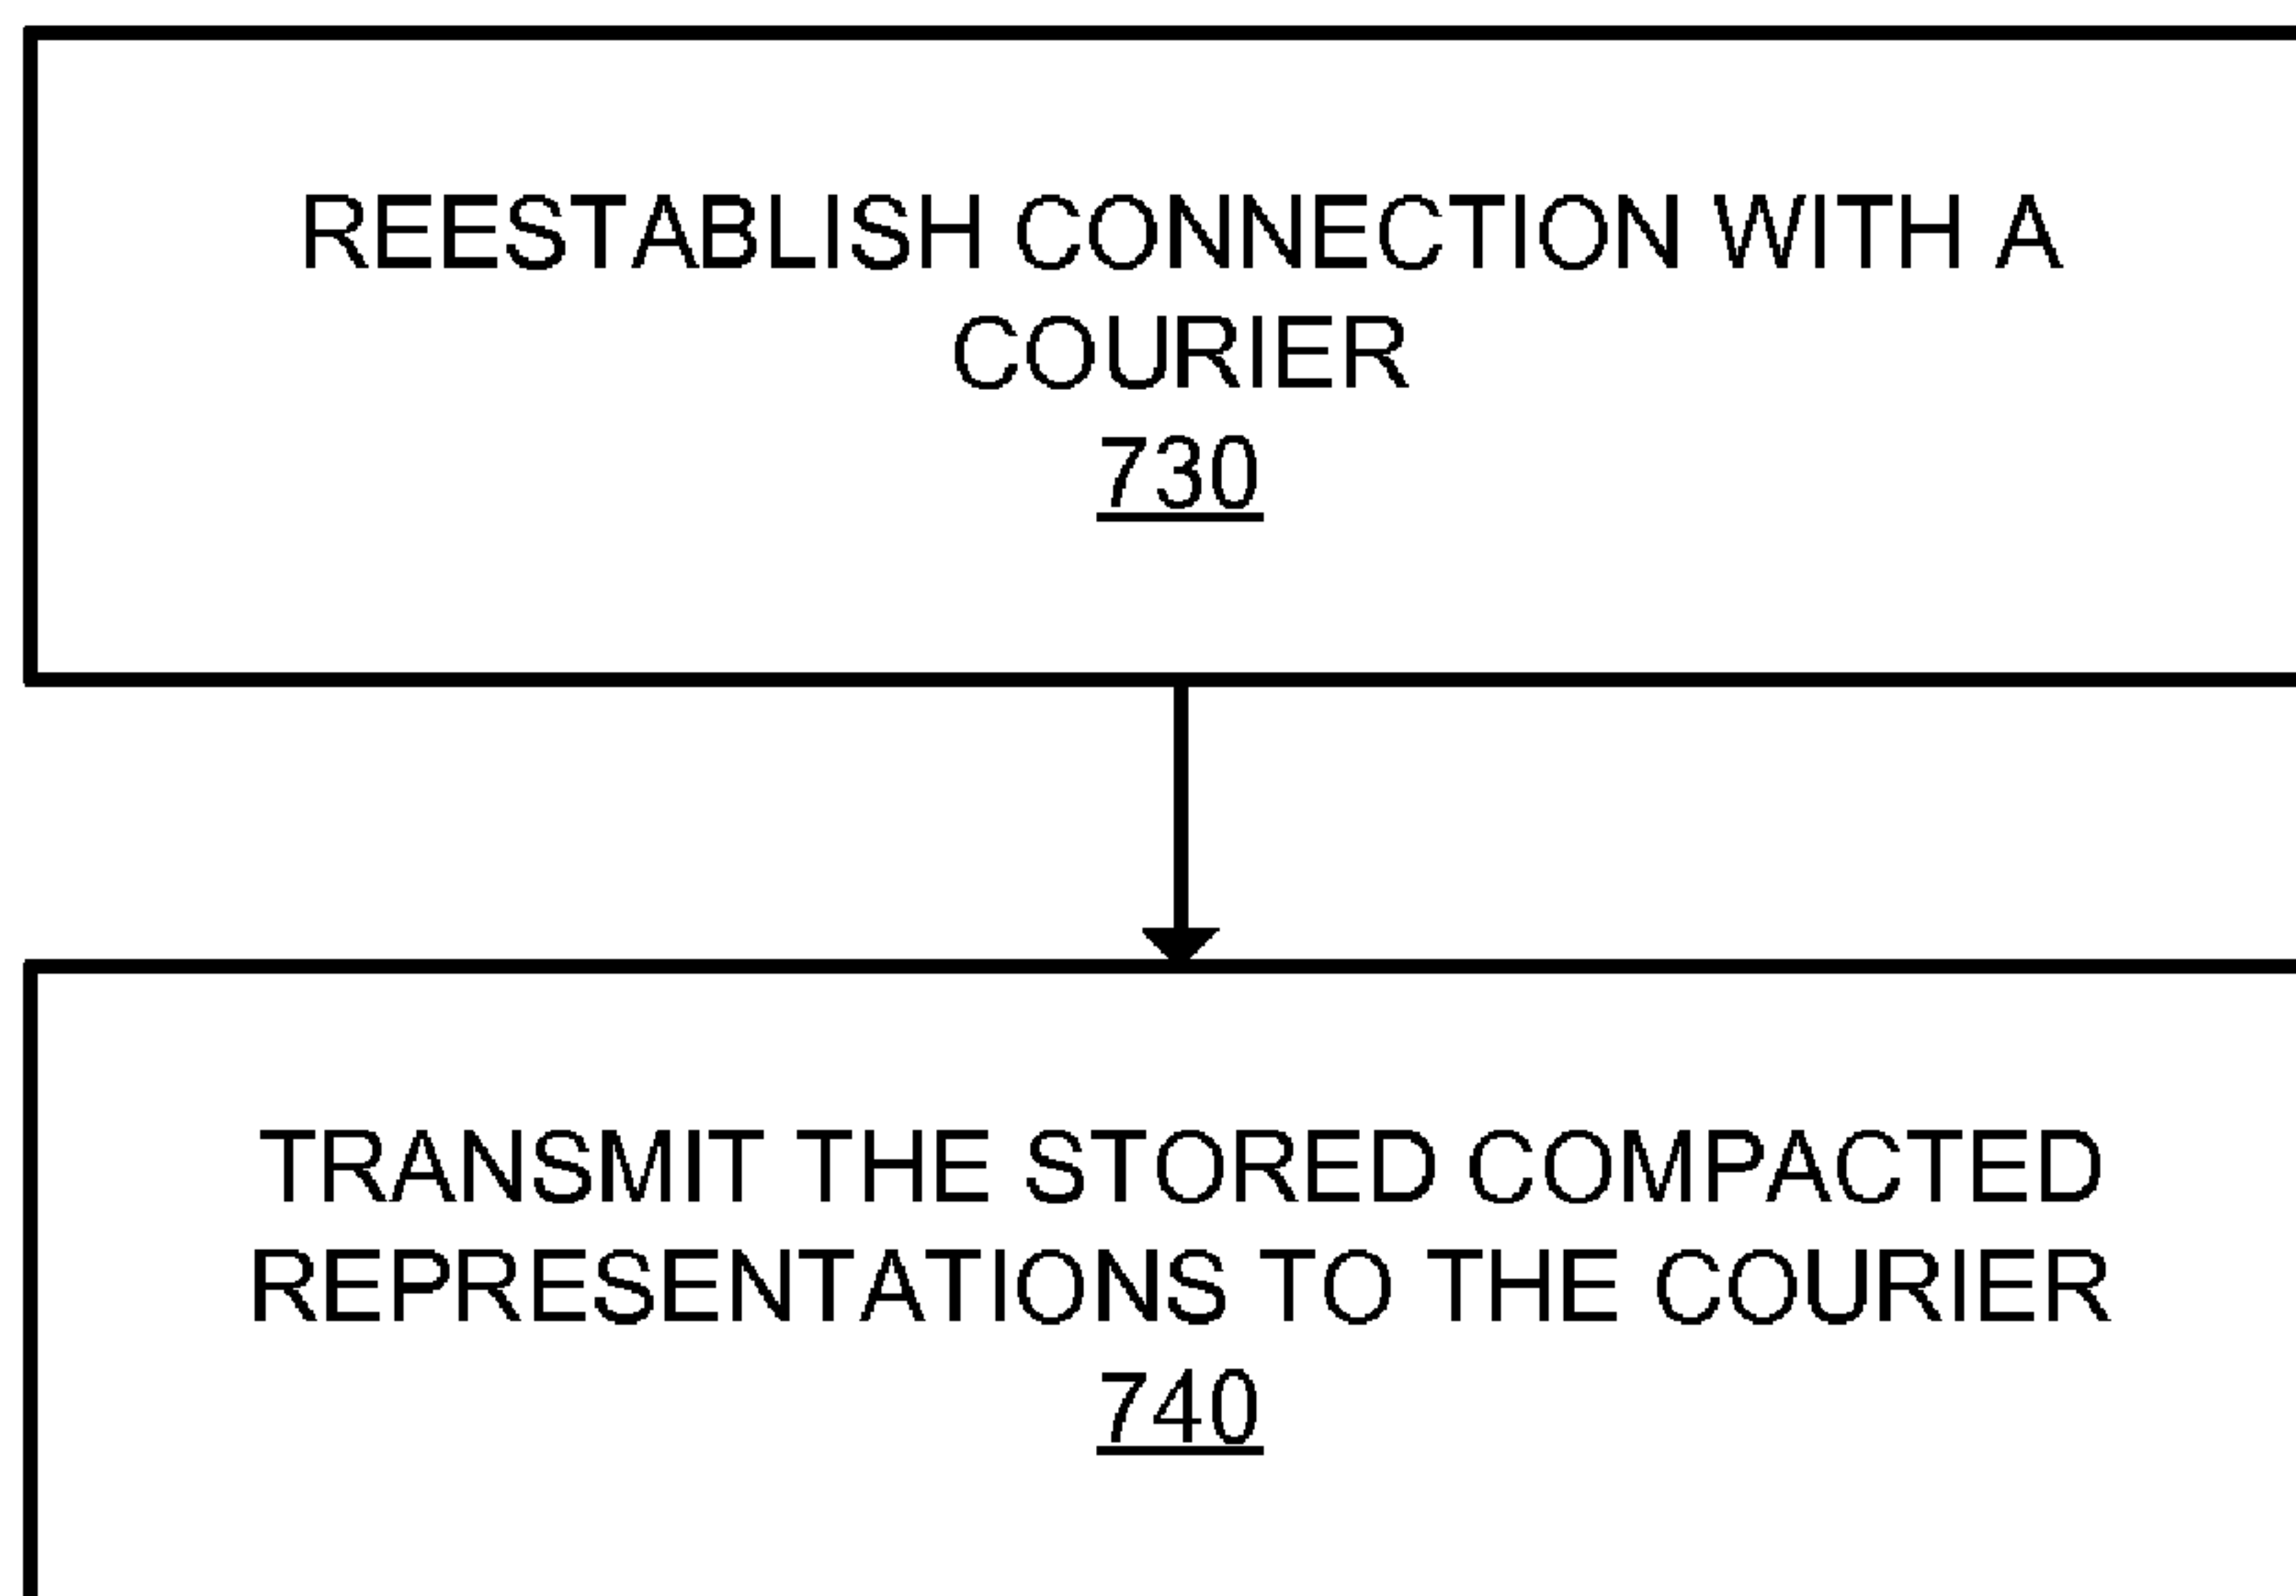 REESTABLISH CONNECTION WITH A
COURIER
730
TRANSMIT THE STORED COMPACTED
REPRESENTATIONS TO THE COURIER
740